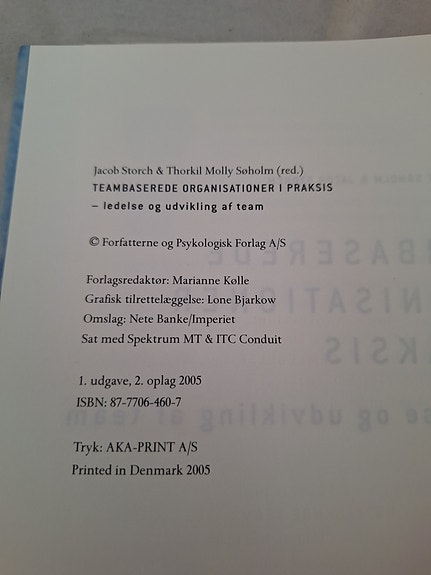 Jacob Storch & Thorkil Molly Søholm (red.)
TEAMBASEREDE ORGANISATIONER I PRAKSIS
– ledelse og udvikling af team
© Forfatterne og Psykologisk Forlag A/S
Forlagsredaktør: Marianne Kølle
Grafisk tilrettelæggelse: Lone Bjarkow
Omslag: Nete Banke/Imperiet
Sat med Spektrum MT & ITC Conduit
1. udgave, 2. oplag 2005
ISBN: 87-7706-460-7
Tryk: AKA-PRINT A/S
Printed in Denmark 2005